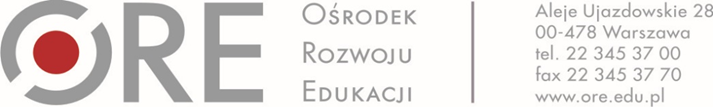 ORE
Ośrodek
Rozwoju
Edukacji
Aleje Ujazdowskie 28
00-478 Warszawa
tel. 22 345 37 00
fax 22 345 37 70
www.ore.edu.pl